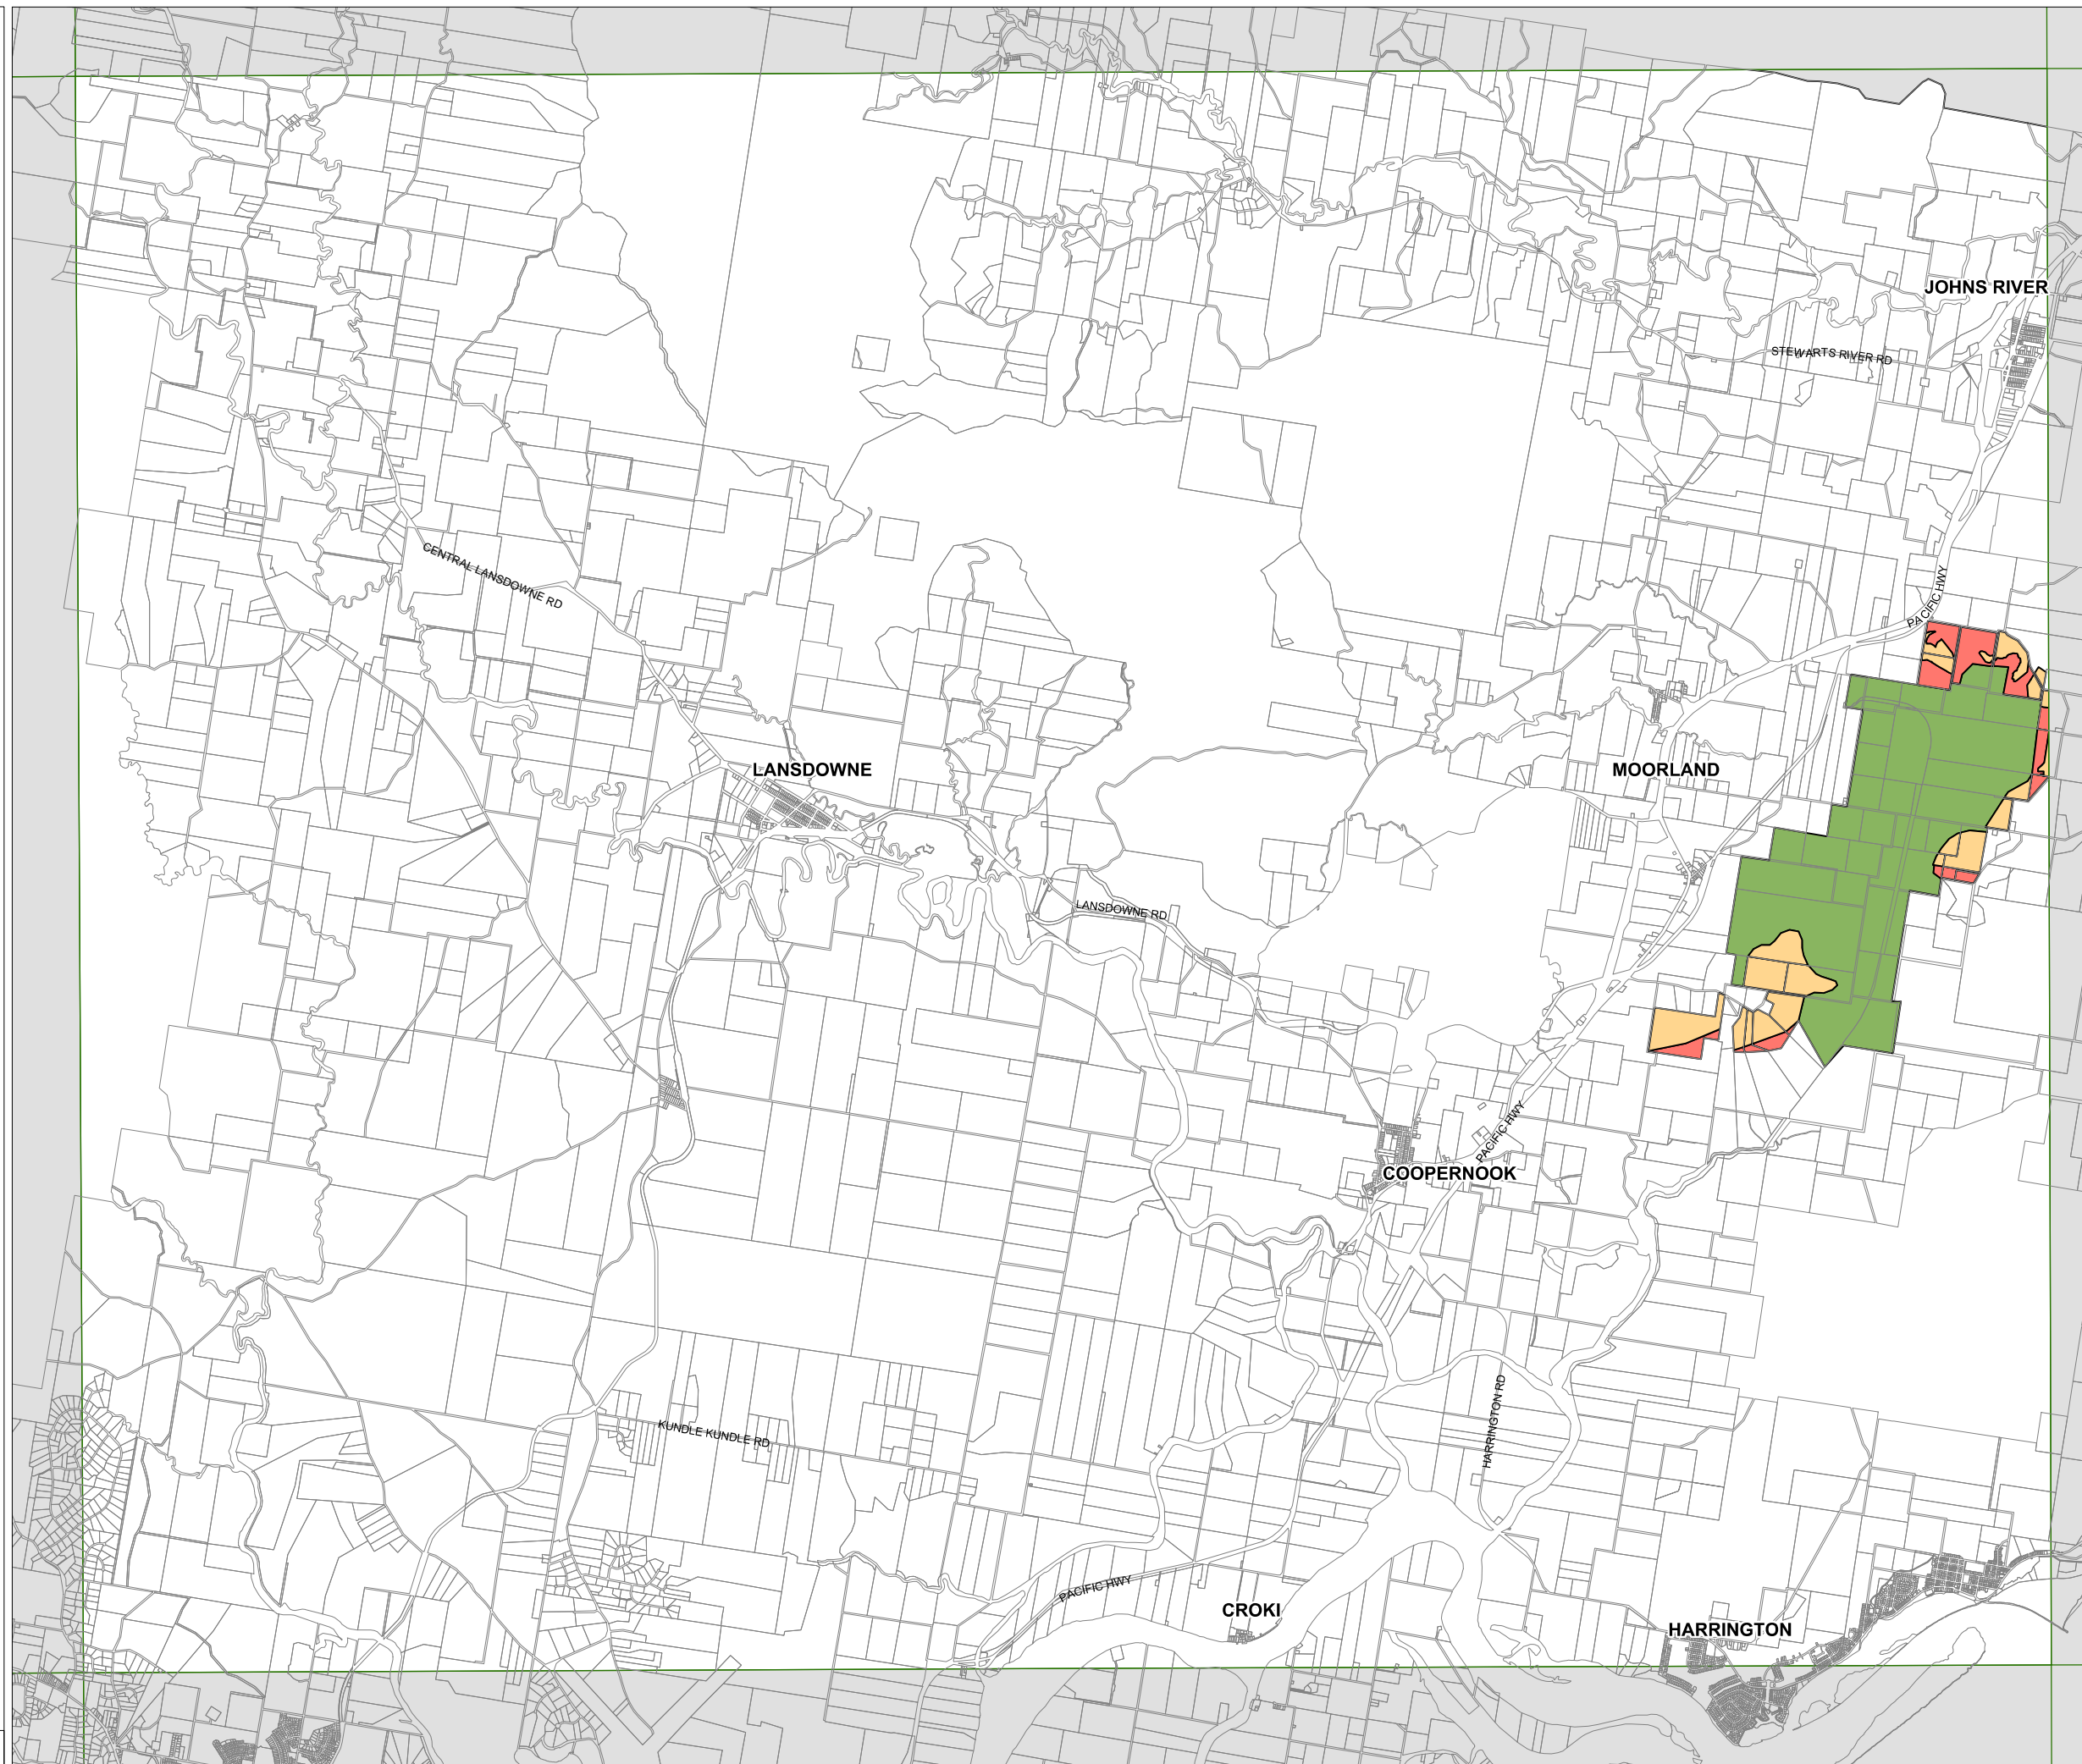 JOHNS RIVER
STEWARTS RIVER RD
CENTRAL LANSDOWNE RD
PACIFIC HWY
LANSDOWNE
MOORLAND
LANSDOWNE RD
PACIFIC HWY
COOPERNOOK
HARRINGTON RD
KUNDLE KUNDLE RD
PACIFIC HWY
CROKI
HARRINGTON